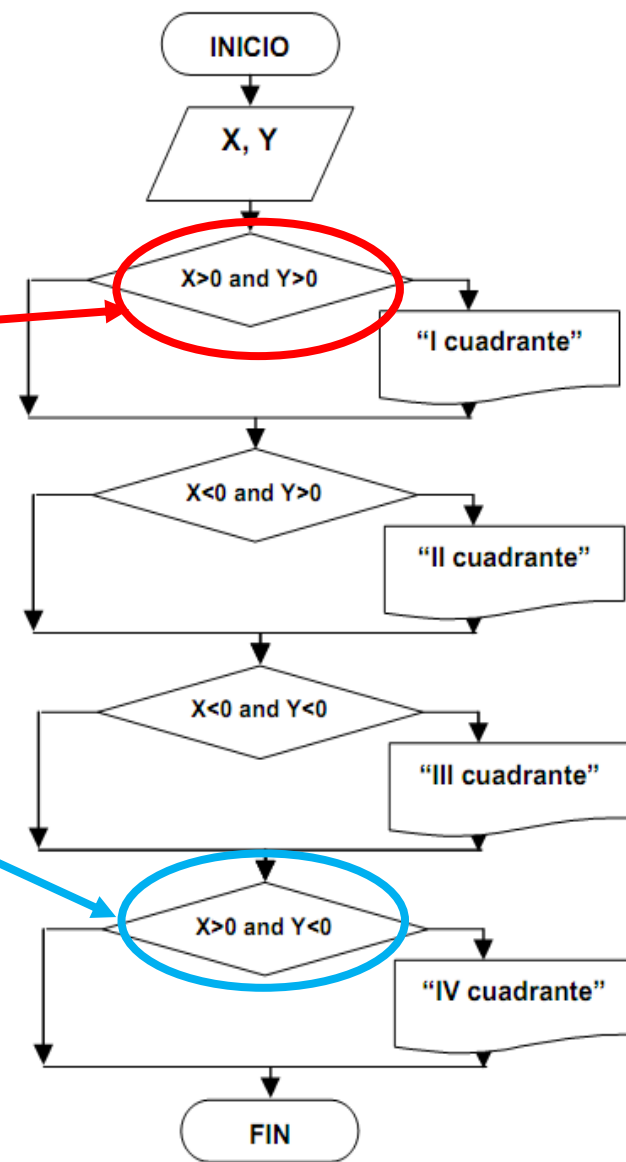 INICIO
X, Y
X>0 and Y>0
“I cuadrante”
X<0 and Y>0
“II cuadrante”
X<0 and Y<0
“III cuadrante”
X>0 and Y<0
“IV cuadrante”
FIN